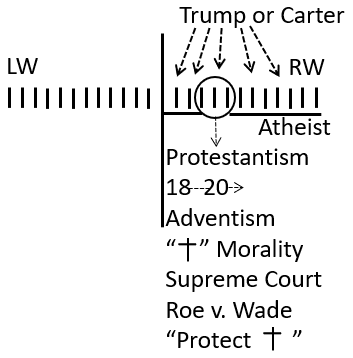 Trump or Carter
LW
RW
Atheist
Protestantism
18---20-->
Adventism
“†” Morality
Supreme Court
Roe v. Wade
“Protect † ”